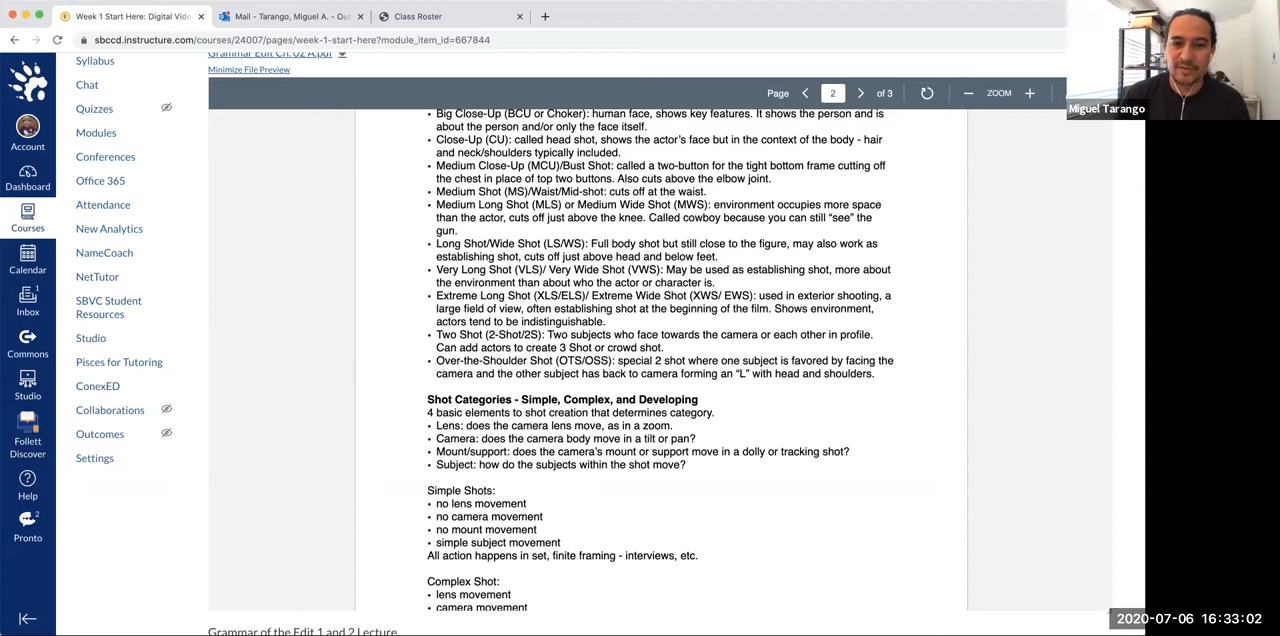 Week 1 Start Here: Digital Vide
Mail - Tarango, Miguel A. - Out
Class Roster
sbccd.instructure.com/courses/24007/pages/week-1-start-here?module_item_id=667844
Account
Dashboard
Courses
Calendar
1
Inbox
Commons
Studio
Follett
Discover
Help
2
Pronto
Syllabus
Chat
Quizzes
Modules
Conferences
Office 365
Attendance
New Analytics
NameCoach
NetTutor
SBVC Student
Resources
Studio
Pisces for Tutoring
ConexED
Collaborations
Outcomes
Settings
Grammar Edit Ch. 02 A.pdf
Minimize File Preview
Page 2 of 3 ZOOM
• Big Close-Up (BCU or Choker): human face, shows key features. It shows the person and is
about the person and/or only the face itself.
• Close-Up (CU): called head shot, shows the actor's face but in the context of the body - hair
and neck/shoulders typically included.
• Medium Close-Up (MCU)/Bust Shot: called a two-button for the tight bottom frame cutting off
the chest in place of top two buttons. Also cuts above the elbow joint.
• Medium Shot (MS)/Waist/Mid-shot: cuts off at the waist.
• Medium Long Shot (MLS) or Medium Wide Shot (MWS): environment occupies more space
than the actor, cuts off just above the knee. Called cowboy because you can still “see” the
gun.
• Long Shot/Wide Shot (LS/WS): Full body shot but still close to the figure, may also work as
establishing shot, cuts off just above head and below feet.
• Very Long Shot (VLS)/ Very Wide Shot (VWS): May be used as establishing shot, more about
the environment than about who the actor or character is.
• Extreme Long Shot (XLS/ELS)/ Extreme Wide Shot (XWS/ EWS): used in exterior shooting, a
large field of view, often establishing shot at the beginning of the film. Shows environment,
actors tend to be indistinguishable.
• Two Shot (2-Shot/2S): Two subjects who face towards the camera or each other in profile.
Can add actors to create 3 Shot or crowd shot.
• Over-the-Shoulder Shot (OTS/OSS): special 2 shot where one subject is favored by facing the
camera and the other subject has back to camera forming an “L” with head and shoulders.
Shot Categories - Simple, Complex, and Developing
4 basic elements to shot creation that determines category.
• Lens: does the camera lens move, as in a zoom.
• Camera: does the camera body move in a tilt or pan?
• Mount/support: does the camera's mount or support move in a dolly or tracking shot?
• Subject: how do the subjects within the shot move?
Simple Shots:
• no lens movement
• no camera movement
• no mount movement
• simple subject movement
All action happens in set, finite framing - interviews, etc.
Complex Shot:
• lens movement
• camera movement
Grammar of the Edit 1 and 2 Lecture
Miguel Tarango
2020-07-06 16:33:02